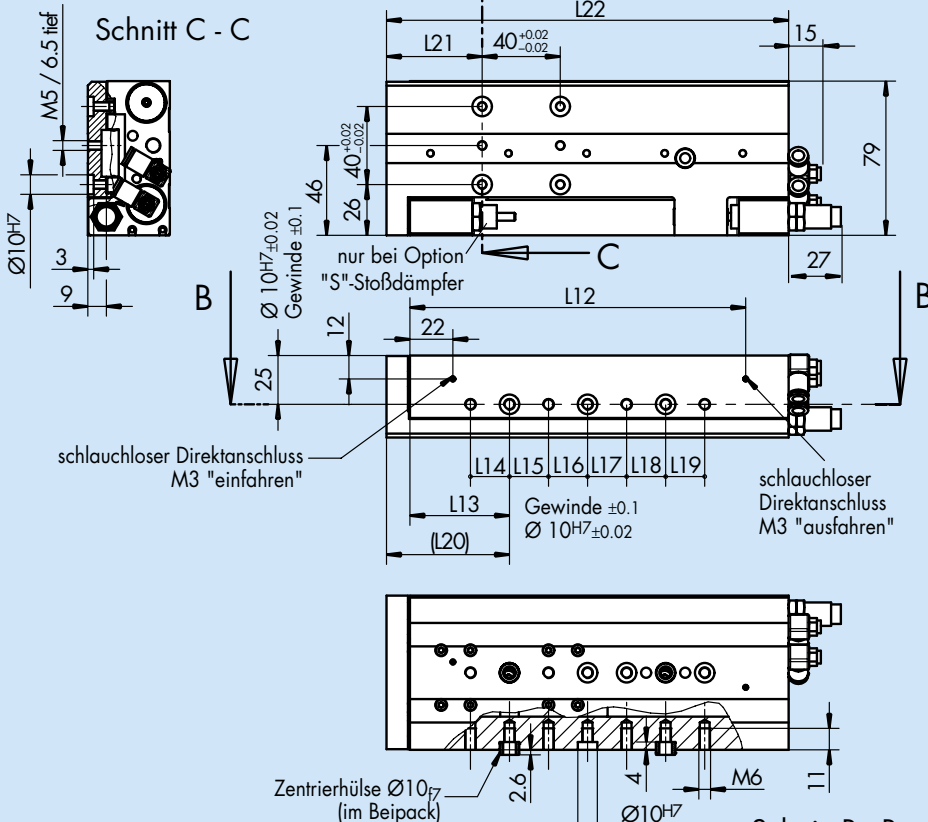 Schnitt C - C
L22
L21
40 +0.02 -0.02
15
M5 / 6.5 tief
40 +0.02 -0.02
46
26
79
Ø10H7
3
9
nur bei Option
"S"-Stoßdämpfer
C
27
B
B
Ø 10H7±0.02
Gewinde ±0.1
L12
22
12
25
schlauchloser Direktanschluss
M3 "einfahren"
L14 L15 L16 L17 L18 L19
L13
Gewinde ±0.1
Ø 10H7±0.02
(L20)
schlauchloser
Direktanschluss
M3 "ausfahren"
Zentrierhülse Ø10f7
(im Beipack)
2.6
4
M6
11
Ø10H7